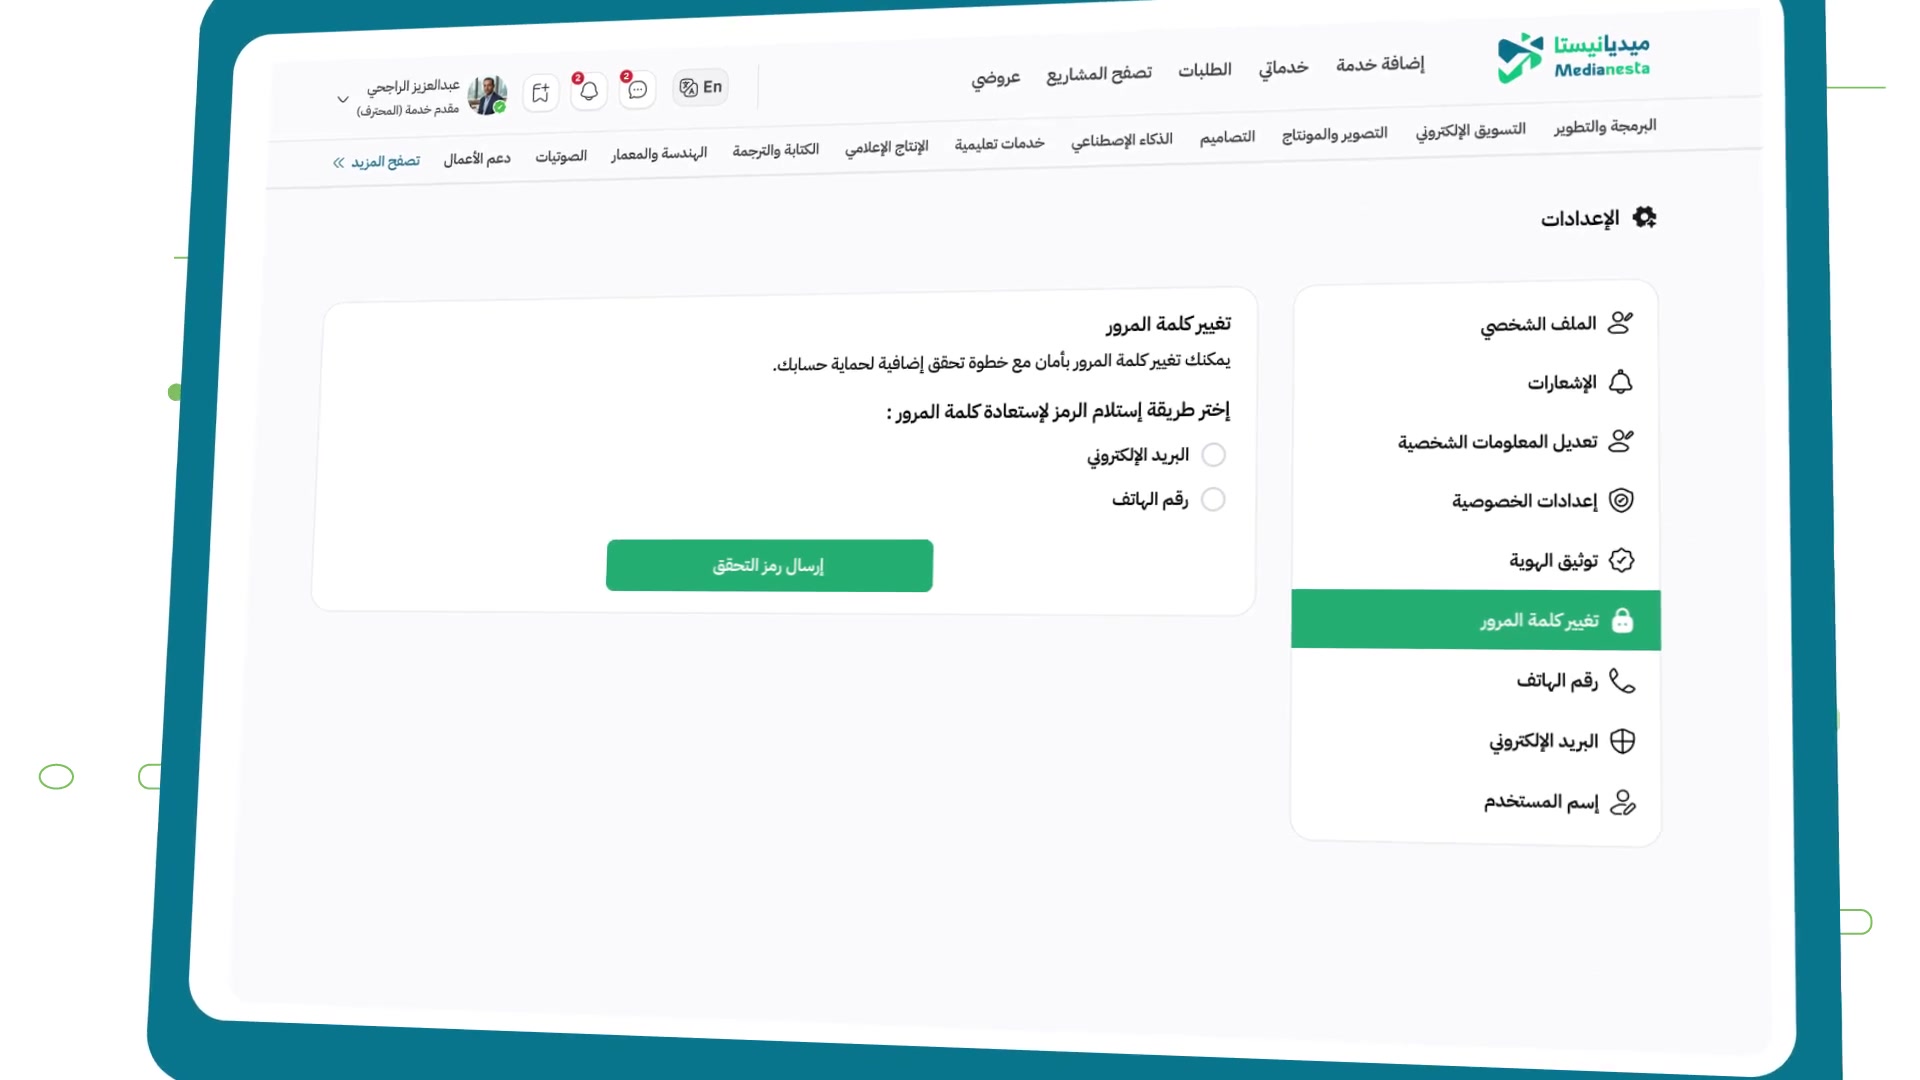 ميديانيستا
Medianesta
إضافة خدمة
خدماتي
الطلبات
تصفح المشاريع
عروضي
En
2
2
عبدالعزيز الراجحي
مقدم خدمة (المحترف)
البرمجة والتطوير
التسويق الإلكتروني
التصوير والمونتاج
التصاميم
الذكاء الإصطناعي
خدمات تعليمية
الإنتاج الإعلامي
الكتابة والترجمة
الهندسة والمعمار
الصوتيات
دعم الأعمال
تصفح المزيد »
الإعدادات
الملف الشخصي
الإشعارات
تعديل المعلومات الشخصية
إعدادات الخصوصية
توثيق الهوية
تغيير كلمة المرور
رقم الهاتف
البريد الإلكتروني
إسم المستخدم
تغيير كلمة المرور
يمكنك تغيير كلمة المرور بأمان مع خطوة تحقق إضافية لحماية حسابك.
إختر طريقة إستلام الرمز لإستعادة كلمة المرور :
البريد الإلكتروني
رقم الهاتف
إرسال رمز التحقق